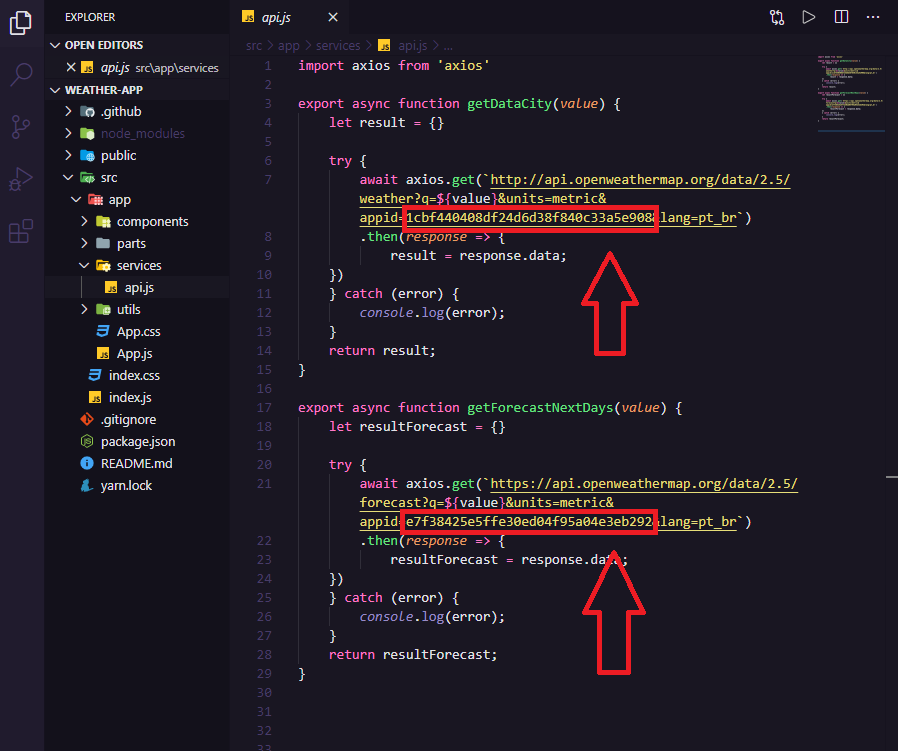 EXPLORER
OPEN EDITORS
api.js src\app\services
WEATHER-APP
.github
node_modules
public
src
app
components
parts
services
api.js
utils
App.css
App.js
index.css
index.js
.gitignore
package.json
README.md
yarn.lock
api.js
src > app > services > api.js > ...
1 import axios from 'axios'
2
3 export async function getDataCity(value) {
4 let result = {}
5
6 try {
7 await axios.get(`http://api.openweathermap.org/data/2.5/
weather?q=${value}&units=metric&
appid=1cbf440408df24d6d38f840c33a5e908&lang=pt_br`)
8 .then(response => {
9 result = response.data;
10 })
11 } catch (error) {
12 console.log(error);
13 }
14 return result;
15 }
16
17 export async function getForecastNextDays(value) {
18 let resultForecast = {}
19
20 try {
21 await axios.get(`https://api.openweathermap.org/data/2.5/
forecast?q=${value}&units=metric&
appid=e7f38425e5ffe30ed04f95a04e3eb292&lang=pt_br`)
22 .then(response => {
23 resultForecast = response.data;
24 })
25 } catch (error) {
26 console.log(error);
27 }
28 return resultForecast;
29 }
30
31
32
33